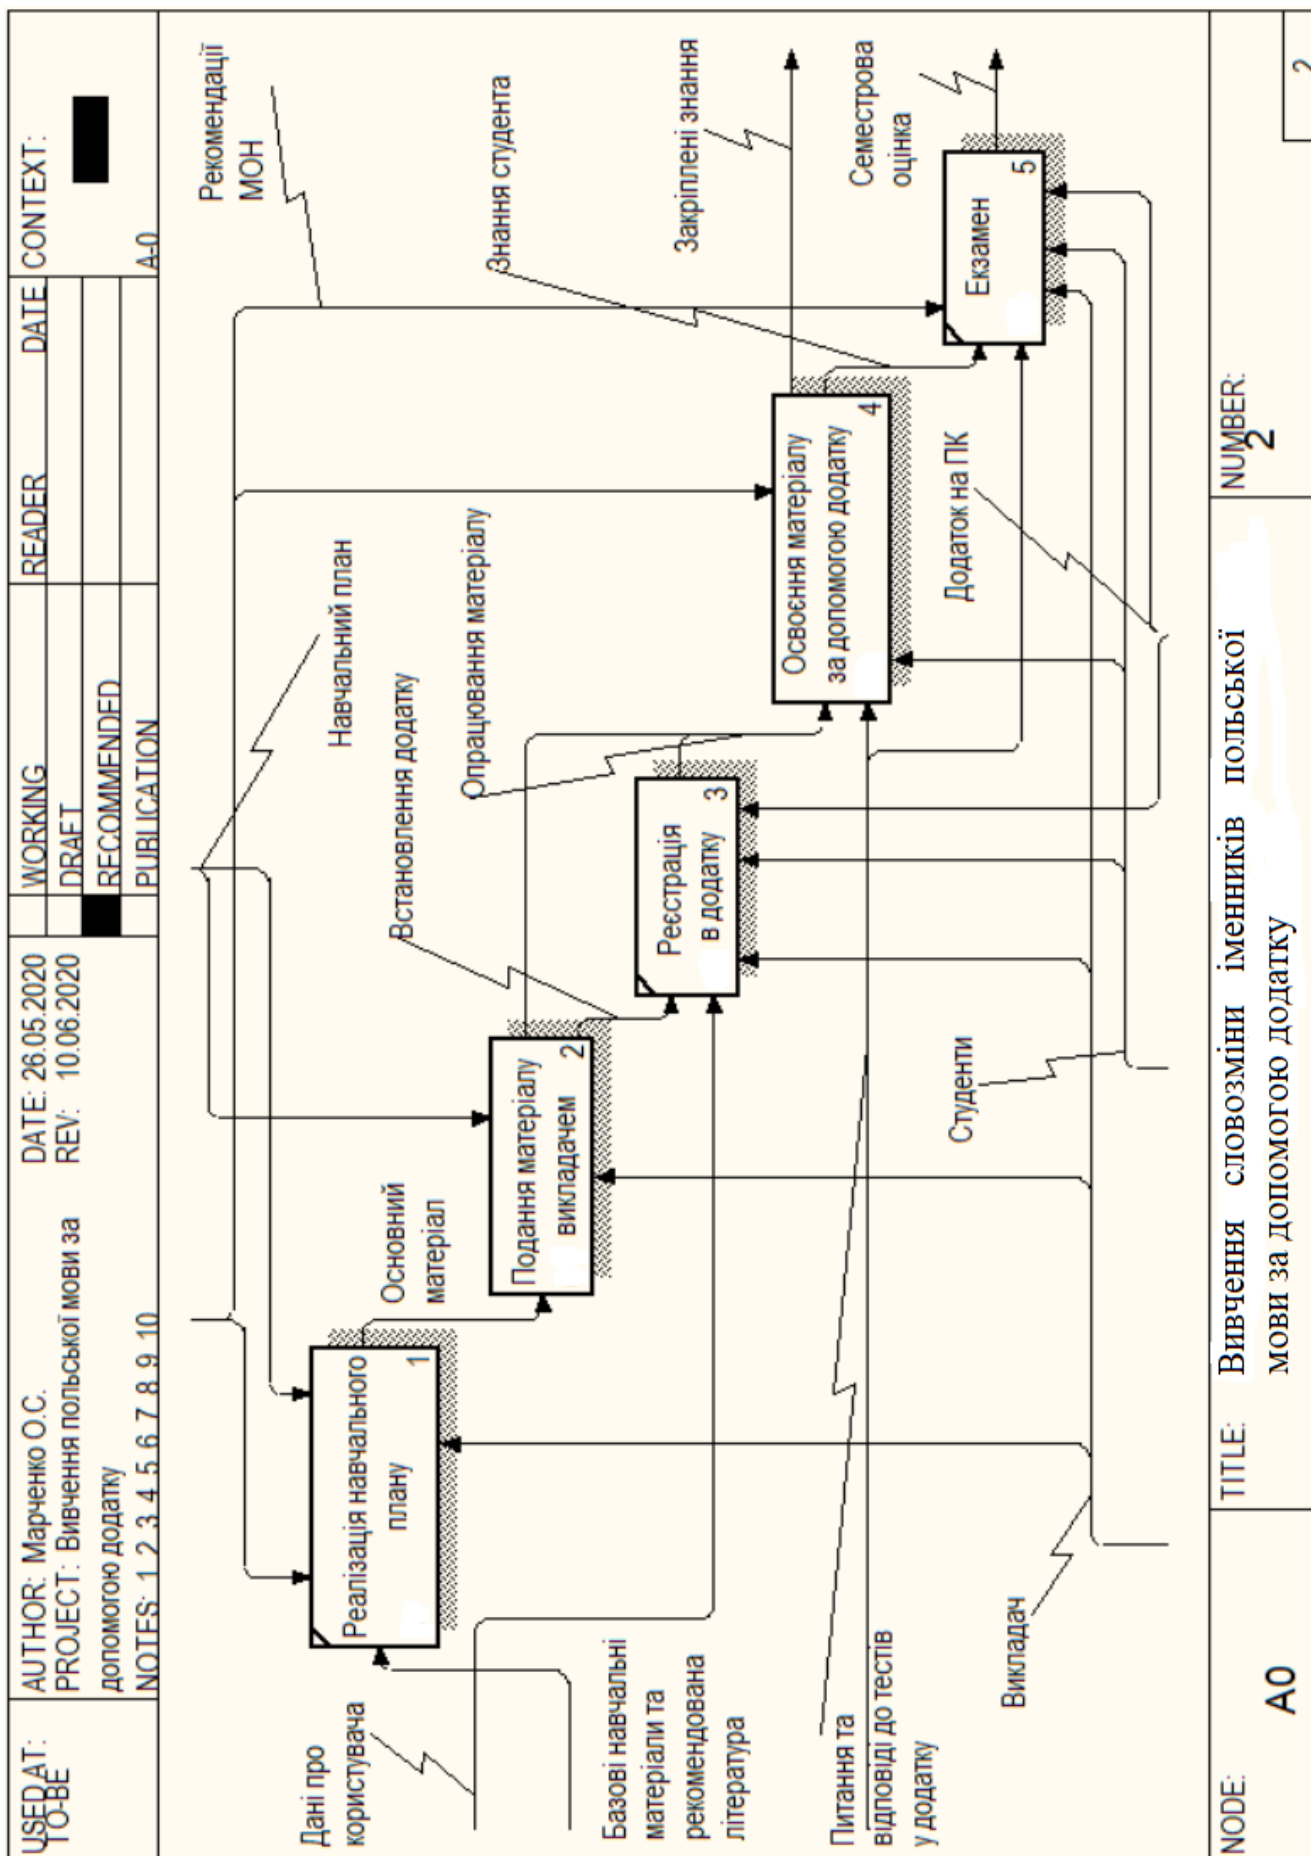 USED AT:
TO-BE
AUTHOR: Марченко О.С.
PROJECT: Вивчення польської мови за
допомогою додатку
NOTES: 1 2 3 4 5 6 7 8 9 10
DATE: 26.05.2020
REV: 10.06.2020
WORKING
DRAFT
RECOMMENDED
PUBLICATION
READER
DATE
CONTEXT:
A-0
Рекомендації
МОН
Навчальний план
Знання студента
Закріплені знання
Семестрова
оцінка
Реалізація навчального
плану
1
Основний
матеріал
Подання матеріалу
викладачем
2
Встановлення додатку
Опрацювання матеріалу
Реєстрація
в додатку
3
Освоєння матеріалу
за допомогою додатку
4
Екзамен
5
Додаток на ПК
Студенти
Викладач
Дані про
користувача
Базові навчальні
матеріали та
рекомендована
література
Питання та
відповіді до тестів
у додатку
NODE:
A0
TITLE:
Вивчення словозміни іменників польської
мови за допомогою додатку
NUMBER:
2
2